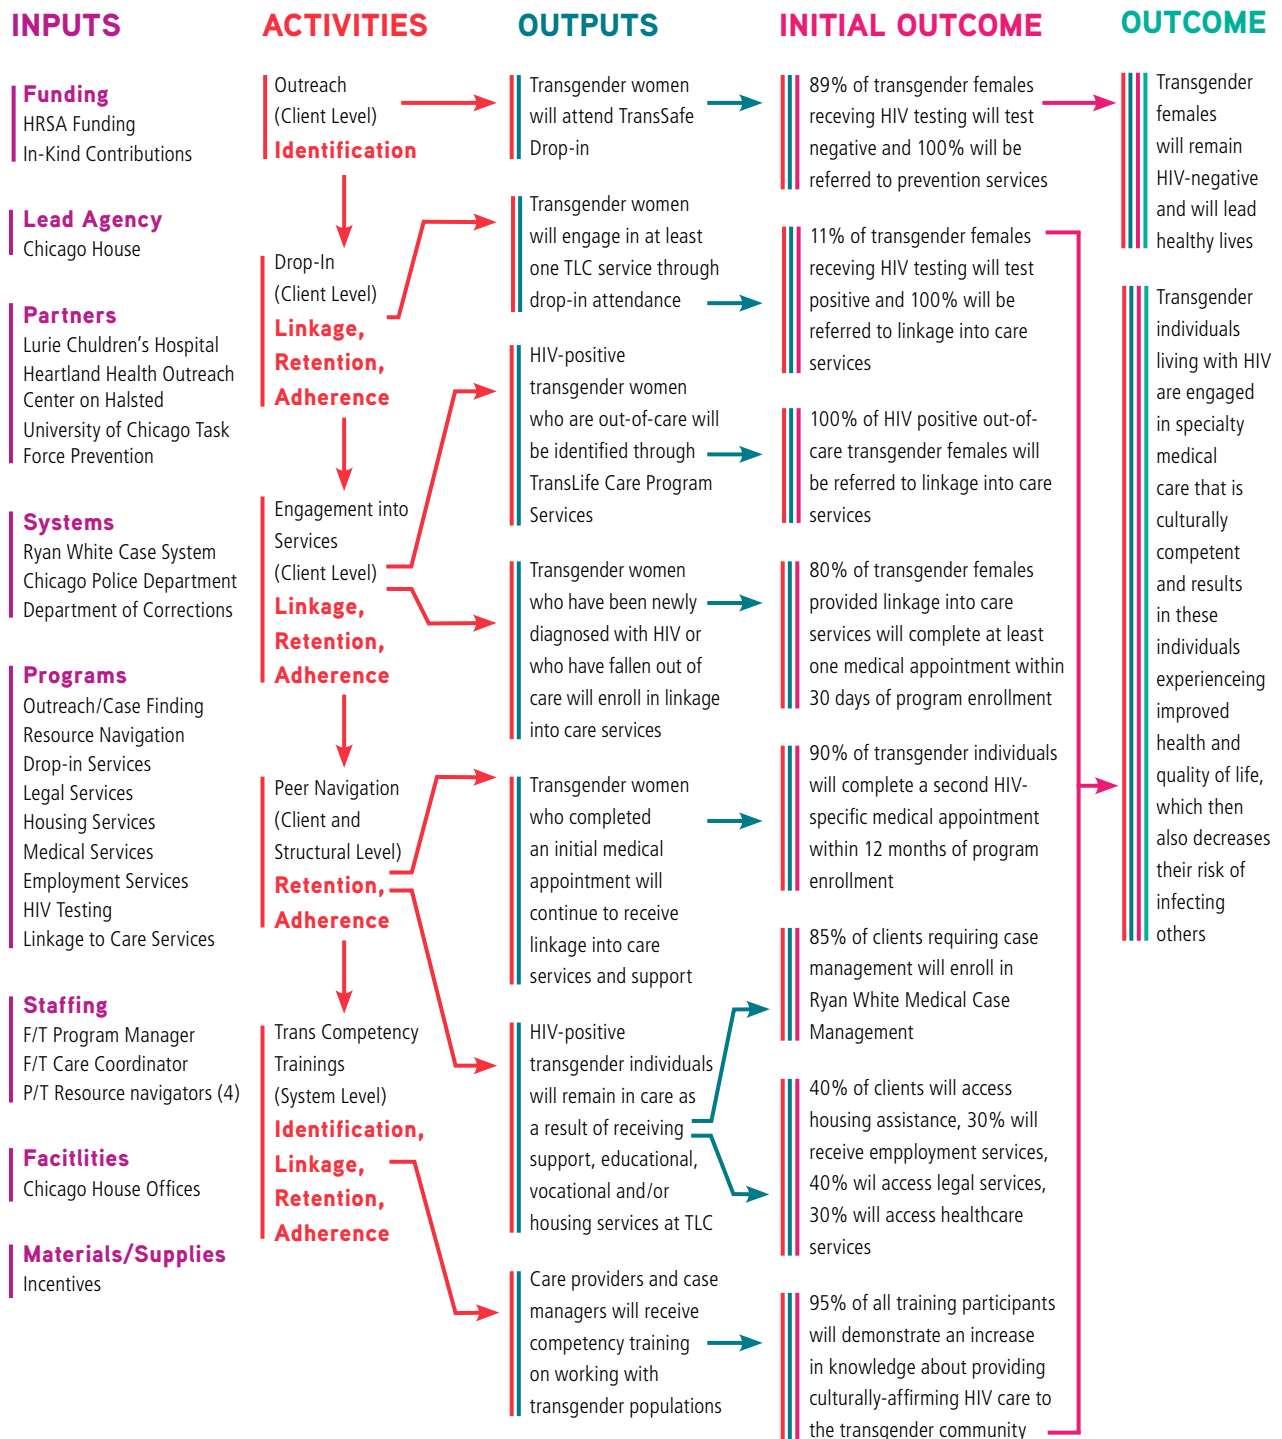 INPUTS
Funding
HRSA Funding
In-Kind Contributions
Lead Agency
Chicago House
Partners
Lurie Chuldren's Hospital
Heartland Health Outreach
Center on Halsted
University of Chicago Task
Force Prevention
Systems
Ryan White Case System
Chicago Police Department
Department of Corrections
Programs
Outreach/Case Finding
Resource Navigation
Drop-in Services
Legal Services
Housing Services
Medical Services
Employment Services
HIV Testing
Linkage to Care Services
Staffing
F/T Program Manager
F/T Care Coordinator
P/T Resource navigators (4)
Facitlities
Chicago House Offices
Materials/Supplies
Incentives
ACTIVITIES
Outreach
(Client Level)
Identification
Drop-In
(Client Level)
Linkage,
Retention,
Adherence
Engagement into
Services
(Client Level)
Linkage,
Retention,
Adherence
Peer Navigation
(Client and
Structural Level)
Retention,
Adherence
Trans Competency
Trainings
(System Level)
Identification,
Linkage,
Retention,
Adherence
OUTPUTS
Transgender women
will attend TransSafe
Drop-in
Transgender women
will engage in at least
one TLC service through
drop-in attendance
HIV-positive
transgender women
who are out-of-care will
be identified through
TransLife Care Program
Services
Transgender women
who have been newly
diagnosed with HIV or
who have fallen out of
care will enroll in linkage
into care services
Transgender women
who completed
an initial medical
appointment will
continue to receive
linkage into care
services and support
HIV-positive
transgender individuals
will remain in care as
a result of receiving
support, educational,
vocational and/or
housing services at TLC
Care providers and case
managers will receive
competency training
on working with
transgender populations
INITIAL OUTCOME
89% of transgender females
receving HIV testing will test
negative and 100% will be
referred to prevention services
11% of transgender females
receving HIV testing will test
positive and 100% will be
referred to linkage into care
services
100% of HIV positive out-of-
care transgender females will
be referred to linkage into care
services
80% of transgender females
provided linkage into care
services will complete at least
one medical appointment within
30 days of program enrollment
90% of transgender individuals
will complete a second HIV-
specific medical appointment
within 12 months of program
enrollment
85% of clients requiring case
management will enroll in
Ryan White Medical Case
Management
40% of clients will access
housing assistance, 30% will
receive empployment services,
40% wil access legal services,
30% will access healthcare
services
95% of all training participants
will demonstrate an increase
in knowledge about providing
culturally-affirming HIV care to
the transgender community
OUTCOME
Transgender
females
will remain
HIV-negative
and will lead
healthy lives
Transgender
individuals
living with HIV
are engaged
in specialty
medical
care that is
culturally
competent
and results
in these
individuals
experienceing
improved
health and
quality of life,
which then
also decreases
their risk of
infecting
others